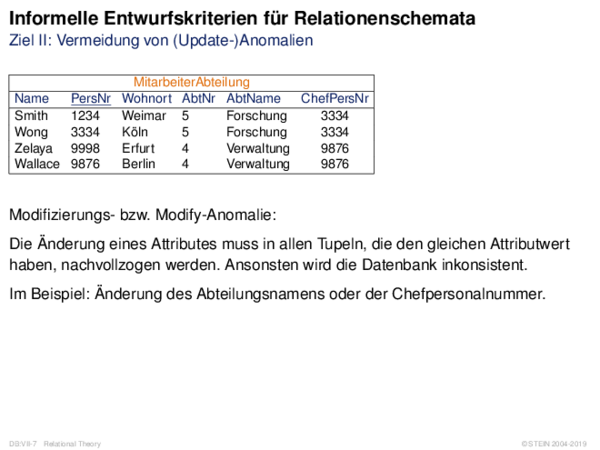 Informelle Entwurfskriterien für Relationenschemata
Ziel II: Vermeidung von (Update-)Anomalien
MitarbeiterAbteilung
Name PersNr Wohnort AbtNr AbtName ChefPersNr
Smith 1234 Weimar 5 Forschung 3334
Wong 3334 Köln 5 Forschung 3334
Zelaya 9998 Erfurt 4 Verwaltung 9876
Wallace 9876 Berlin 4 Verwaltung 9876
Modifizierungs- bzw. Modify-Anomalie:
Die Änderung eines Attributes muss in allen Tupeln, die den gleichen Attributwert
haben, nachvollzogen werden. Ansonsten wird die Datenbank inkonsistent.
Im Beispiel: Änderung des Abteilungsnamens oder der Chefpersonalnummer.
DB:VII-7 Relational Theory ©STEIN 2004-2019